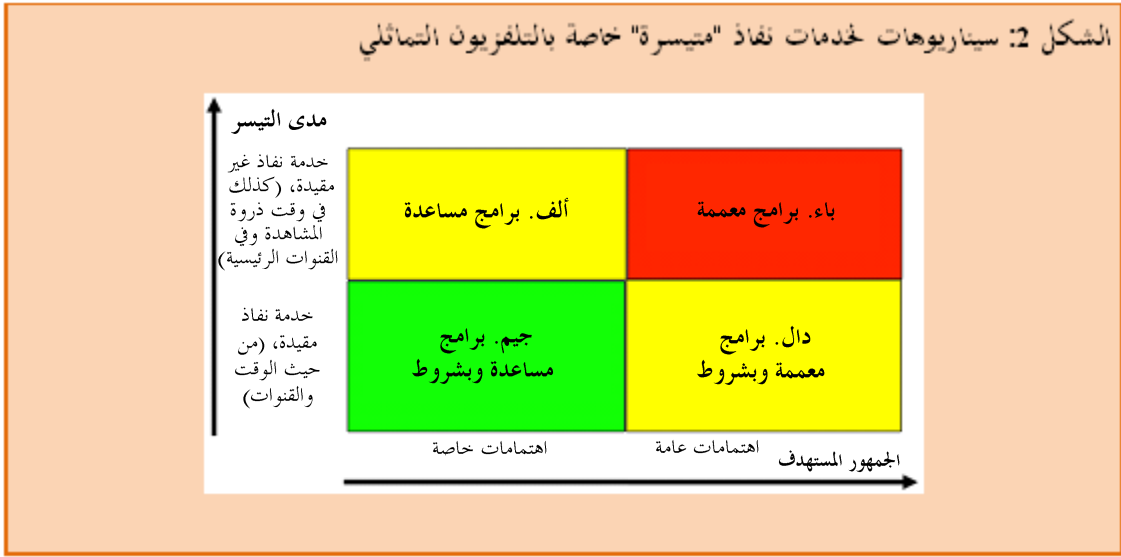 الشكل 2: سيناريوهات لخدمات نفاذ "متيسرة" خاصة بالتلفزيون التماثلي
مدى التيسر
خدمة نفاذ غير
مقيدة، (كذلك
في وقت ذروة
المشاهدة وفي
القنوات الرئيسية)
باء. برامج معممة
ألف. برامج مساعدة
خدمة نفاذ
مقيدة، (من
حيث الوقت
والقنوات)
دال. برامج
معممة وبشروط
جيم. برامج
مساعدة وبشروط
اهتمامات عامة
اهتمامات خاصة
الجمهور المستهدف